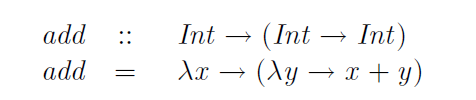 add :: Int → (Int → Int)
add = λx → (λy → x + y)